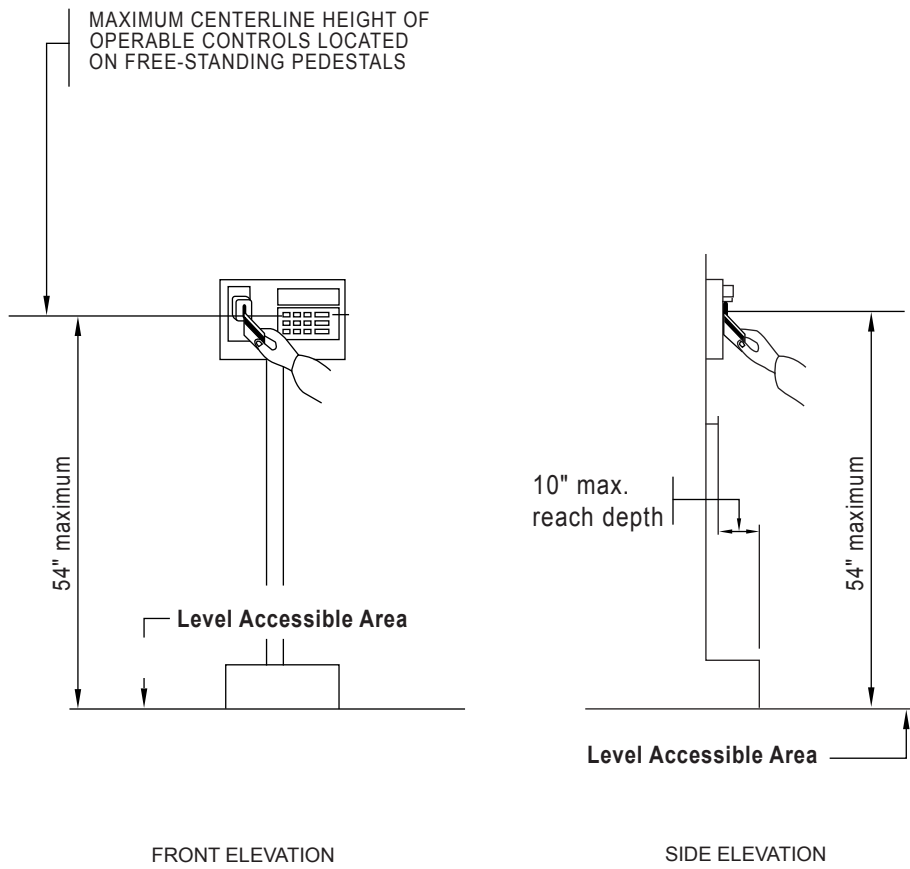 MAXIMUM CENTERLINE HEIGHT OF
OPERABLE CONTROLS LOCATED
ON FREE-STANDING PEDESTALS
54" maximum
Level Accessible Area
10" max.
reach depth
54" maximum
Level Accessible Area
FRONT ELEVATION
SIDE ELEVATION